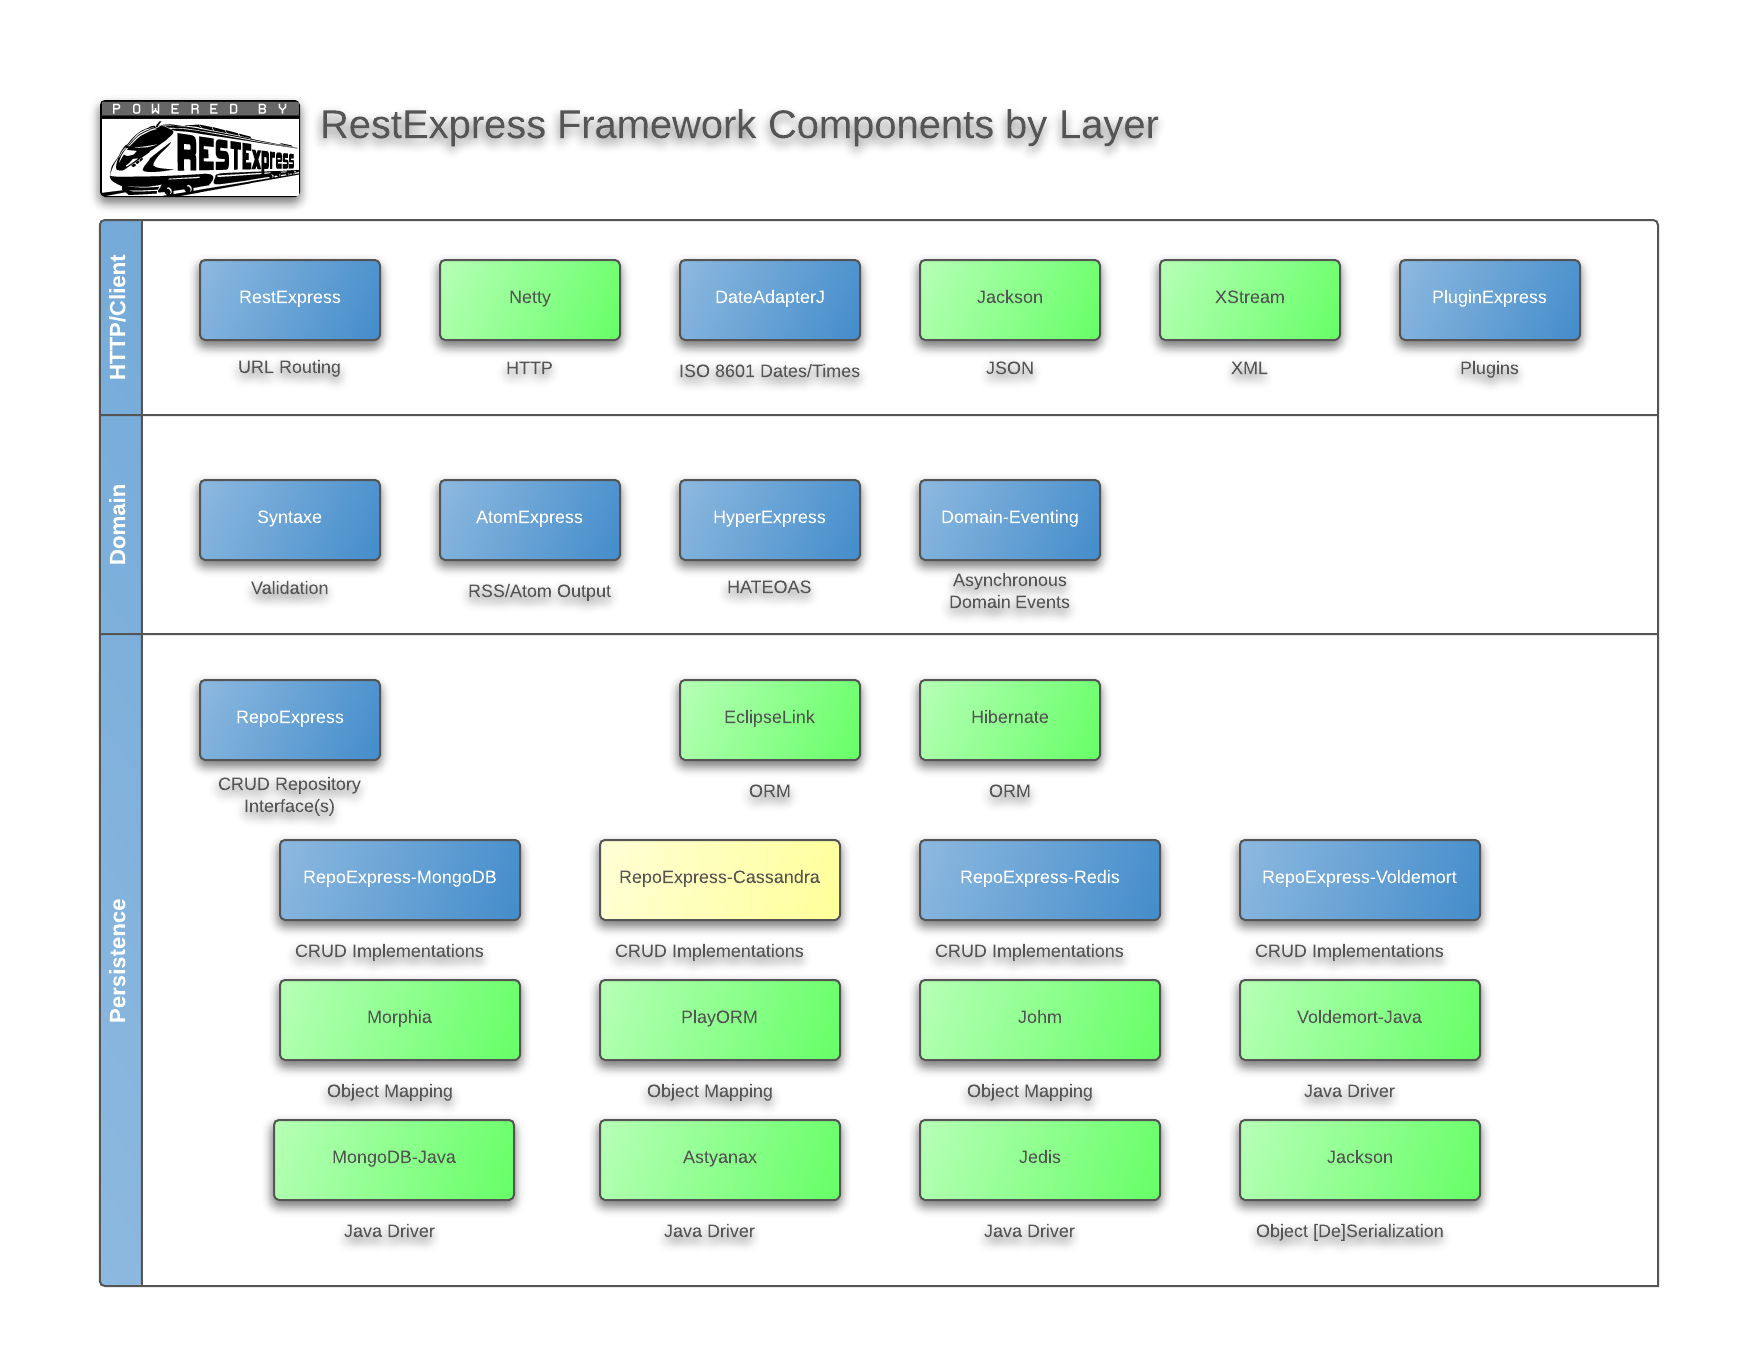 POWERED BY
RESTExpress
RestExpress Framework Components by Layer
HTTP/Client
RestExpress
Netty
DateAdapterJ
Jackson
XStream
PluginExpress
URL Routing
HTTP
ISO 8601 Dates/Times
JSON
XML
Plugins
Domain
Syntaxe
AtomExpress
HyperExpress
Domain-Eventing
Validation
RSS/Atom Output
HATEOAS
Asynchronous
Domain Events
Persistence
RepoExpress
EclipseLink
Hibernate
CRUD Repository
Interface(s)
ORM
ORM
RepoExpress-MongoDB
RepoExpress-Cassandra
RepoExpress-Redis
RepoExpress-Voldemort
CRUD Implementations
CRUD Implementations
CRUD Implementations
CRUD Implementations
Morphia
PlayORM
Johm
Voldemort-Java
Object Mapping
Object Mapping
Object Mapping
Java Driver
MongoDB-Java
Astyanax
Jedis
Jackson
Java Driver
Java Driver
Java Driver
Object [De]Serialization